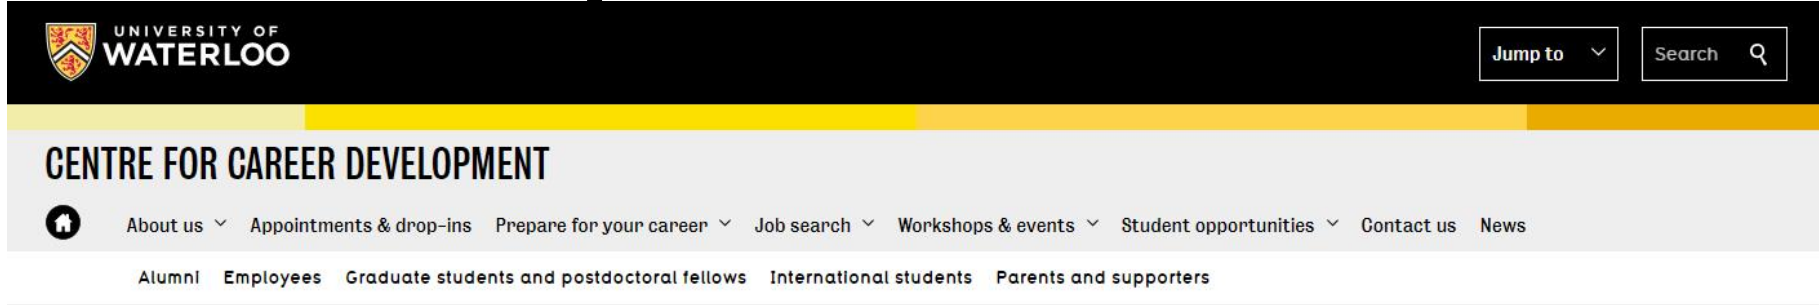 UNIVERSITY OF
WATERLOO
Jump to
Search
CENTRE FOR CAREER DEVELOPMENT
About us Appointments & drop-ins Prepare for your career Job search Workshops & events Student opportunities Contact us News
Alumni Employees Graduate students and postdoctoral fellows International students Parents and supporters